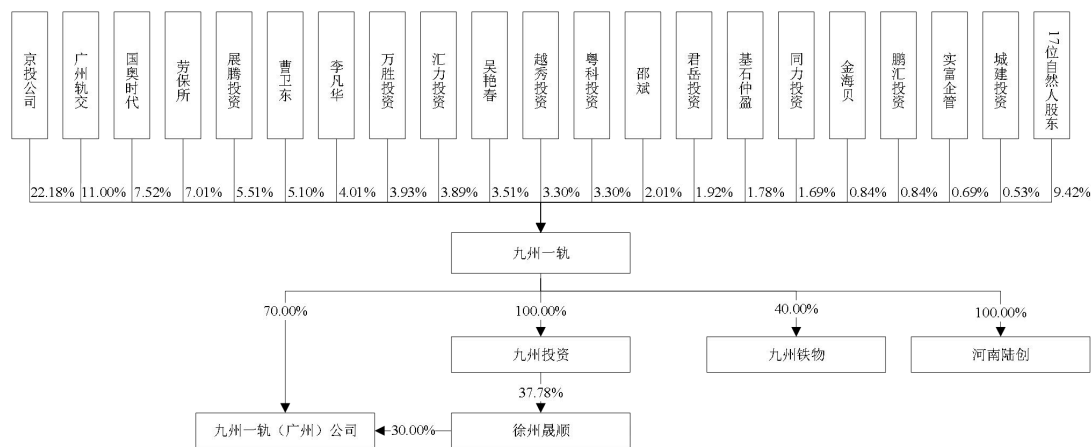 京投公司
广州轨交
国奥时代
劳保所
展腾投资
曹卫东
李凡华
万胜投资
汇力投资
吴艳春
越秀投资
粤科投资
邵斌
君岳投资
基石仲盈
同力投资
金海贝
鹏汇投资
实富企管
城建投资
17位自然人股东
22.18%
11.00%
7.52%
7.01%
5.51%
5.10%
4.01%
3.93%
3.89%
3.51%
3.30%
3.30%
2.01%
1.92%
1.78%
1.69%
0.84%
0.84%
0.69%
0.53%
9.42%
九州一轨
70.00%
100.00%
40.00%
100.00%
九州投资
九州铁物
河南陆创
37.78%
九州一轨（广州）公司
30.00%
徐州晟顺